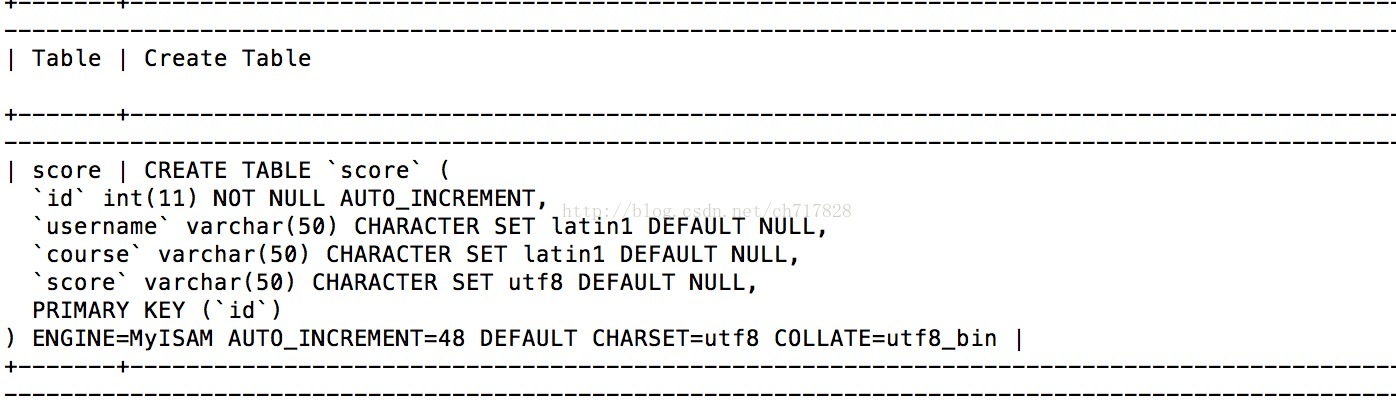 +-------+------------------------------------------------------------------------------------------
----------------------------------------------------------------------------------------------------
| Table | Create Table
+-------+------------------------------------------------------------------------------------------
----------------------------------------------------------------------------------------------------
| score | CREATE TABLE `score` (
  `id` int(11) NOT NULL AUTO_INCREMENT,
http://blog.csdn.net/ch717828
  `username` varchar(50) CHARACTER SET latin1 DEFAULT NULL,
  `course` varchar(50) CHARACTER SET latin1 DEFAULT NULL,
  `score` varchar(50) CHARACTER SET utf8 DEFAULT NULL,
  PRIMARY KEY (`id`)
) ENGINE=MyISAM AUTO_INCREMENT=48 DEFAULT CHARSET=utf8 COLLATE=utf8_bin |
+-------+------------------------------------------------------------------------------------------
----------------------------------------------------------------------------------------------------